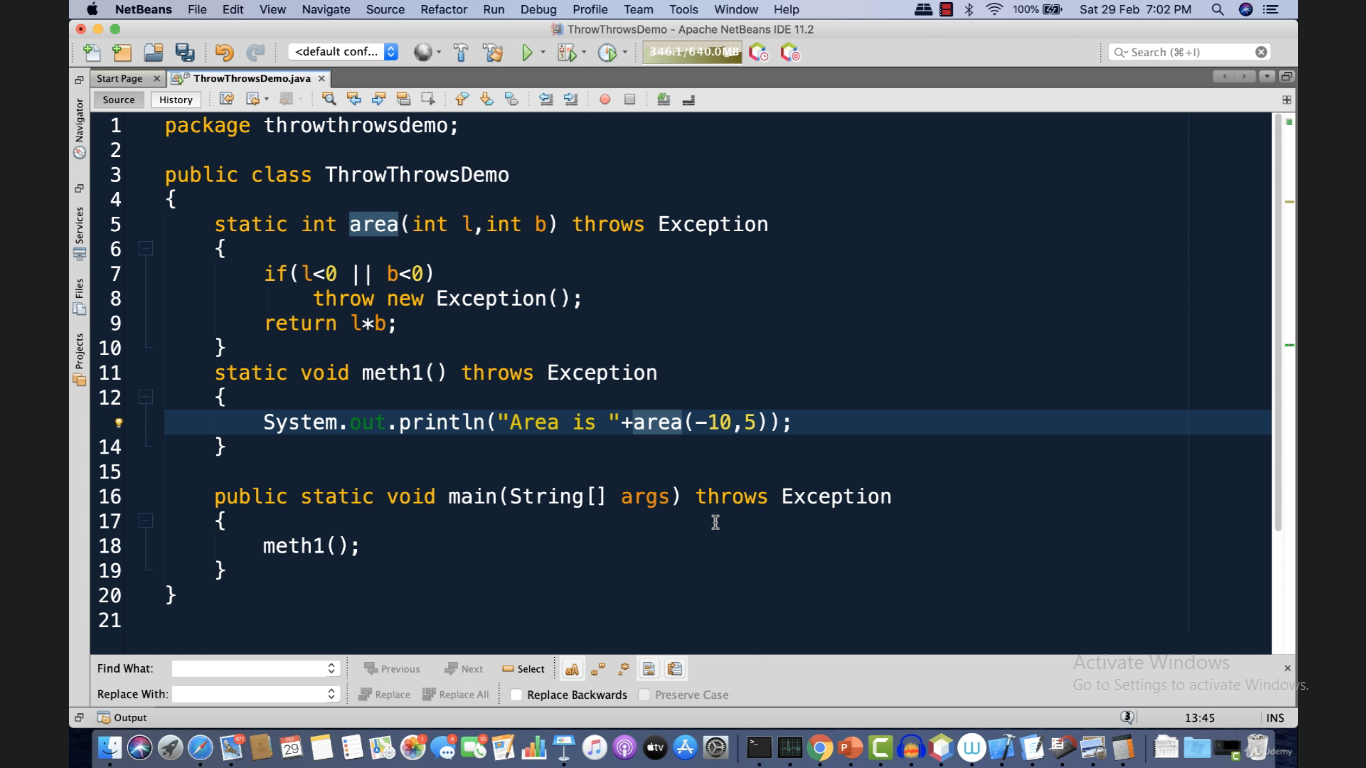 NetBeans File Edit View Navigate Source Refactor Run Debug Profile Team Tools Window Help 100% Sat 29 Feb 7:02 PM
ThrowThrowsDemo - Apache NetBeans IDE 11.2
<default conf... 346.1/640.0MB Search (⌘+I)
Start Page ThrowThrowsDemo.java
Source History
Navigator
Services
Files
Projects
1 package throwthrowsdemo;
2
3 public class ThrowThrowsDemo
4 {
5 static int area(int l,int b) throws Exception
6 {
7 if(l<0 || b<0)
8 throw new Exception();
9 return l*b;
10 }
11 static void meth1() throws Exception
12 {
System.out.println("Area is "+area(-10,5));
14 }
15
16 public static void main(String[] args) throws Exception
17 {
18 meth1();
19 }
20 }
21
Find What: Previous Next Select
Replace With: Replace Replace All Replace Backwards Preserve Case
Activate Windows
Go to Settings to activate Windows.
Output 13:45 INS
29
Udemy